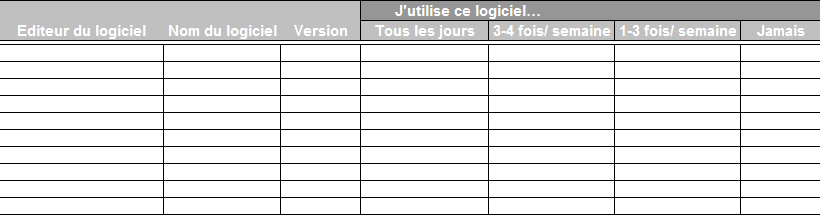 J'utilise ce logiciel…
Editeur du logiciel Nom du logiciel Version Tous les jours 3-4 fois/ semaine 1-3 fois/ semaine Jamais